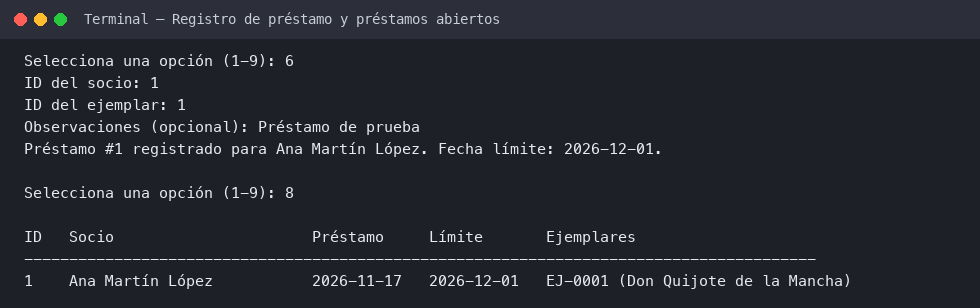 Terminal — Registro de préstamo y préstamos abiertos
Selecciona una opción (1-9): 6
ID del socio: 1
ID del ejemplar: 1
Observaciones (opcional): Préstamo de prueba
Préstamo #1 registrado para Ana Martín López. Fecha límite: 2026-12-01.
Selecciona una opción (1-9): 8
ID   Socio                      Préstamo     Límite       Ejemplares
----------------------------------------------------------------------------------------
1    Ana Martín López           2026-11-17   2026-12-01   EJ-0001 (Don Quijote de la Mancha)